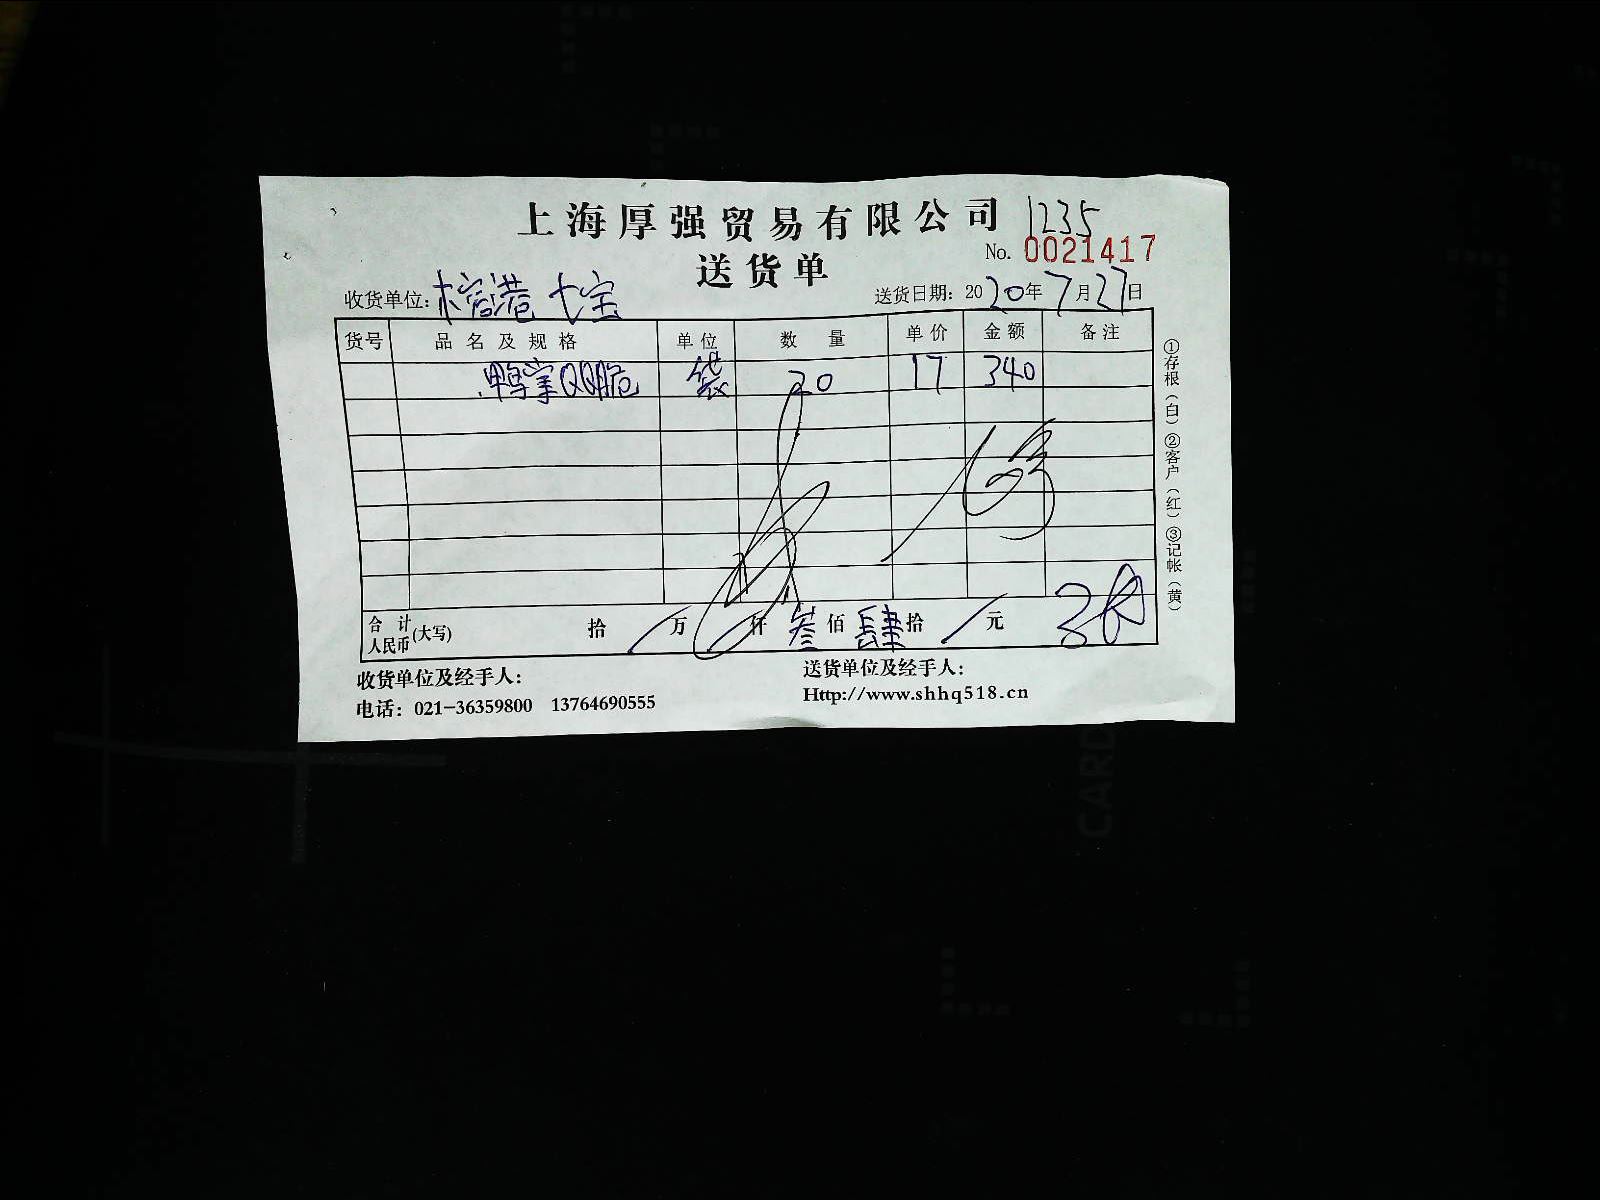 上海厚强贸易有限公司 1235
No. 0021417
送货单
收货单位: 港 七宝 送货日期: 2020年7月27日
货号 品名及规格 单位 数量 单价 金额 备注
鸭掌QQ脆 袋 20 17 340
合计人民币(大写) 拾 / 万 / 仟 叁 佰 肆 拾 / 元
收货单位及经手人: 送货单位及经手人:
电话: 021-36359800 13764690555 Http://www.shhq518.cn
①存根(白)②客户(红)③记帐(黄)